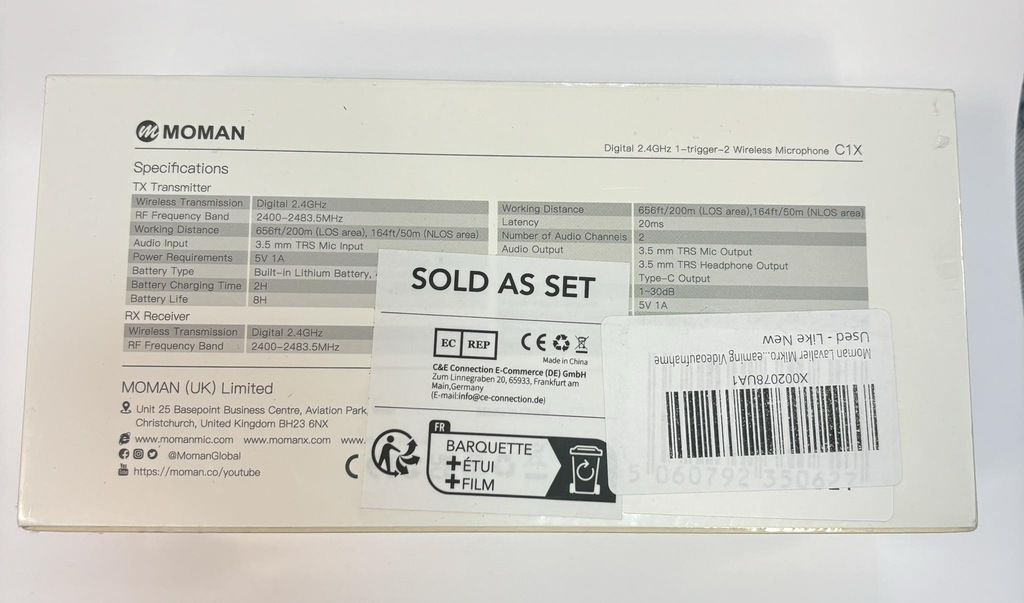 MOMAN
Digital 2.4GHz 1-trigger-2 Wireless Microphone C1X
Specifications
TX Transmitter
Wireless Transmission Digital 2.4GHz
RF Frequency Band 2400-2483.5MHz
Working Distance 656ft/200m (LOS area), 164ft/50m (NLOS area)
Audio Input 3.5 mm TRS Mic Input
Power Requirements 5V 1A
Battery Type Built-in Lithium Battery,
Battery Charging Time 2H
Battery Life 8H
RX Receiver
Wireless Transmission Digital 2.4GHz
RF Frequency Band 2400-2483.5MHz
Working Distance 656ft/200m (LOS area),164ft/50m (NLOS area)
Latency 20ms
Number of Audio Channels 2
Audio Output 3.5 mm TRS Mic Output
3.5 mm TRS Headphone Output
Type-C Output
1~30dB
5V 1A
MOMAN (UK) Limited
Unit 25 Basepoint Business Centre, Aviation Park,
Christchurch, United Kingdom BH23 6NX
www.momanmic.com www.momanx.com www.
@MomanGlobal
https://moman.co/youtube
SOLD AS SET
EC REP
CE
Made in China
C&E Connection E-Commerce (DE) GmbH
Zum Linnegraben 20, 65933, Frankfurt am
Main,Germany
(E-mail:info@ce-connection.de)
FR
BARQUETTE
+ÉTUI
+FILM
X002078UA1
Moman Lavalier Mikro...eaming Videoaufnahme
Used - Like New
5 060792 350627